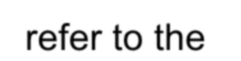 refer to the